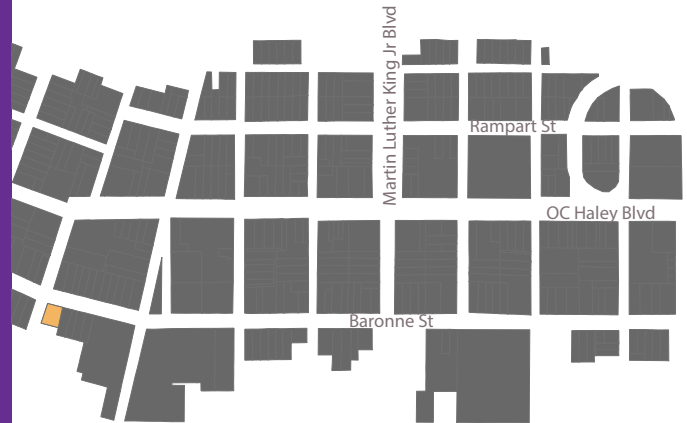 Martin Luther King Jr Blvd
Rampart St
OC Haley Blvd
Baronne St